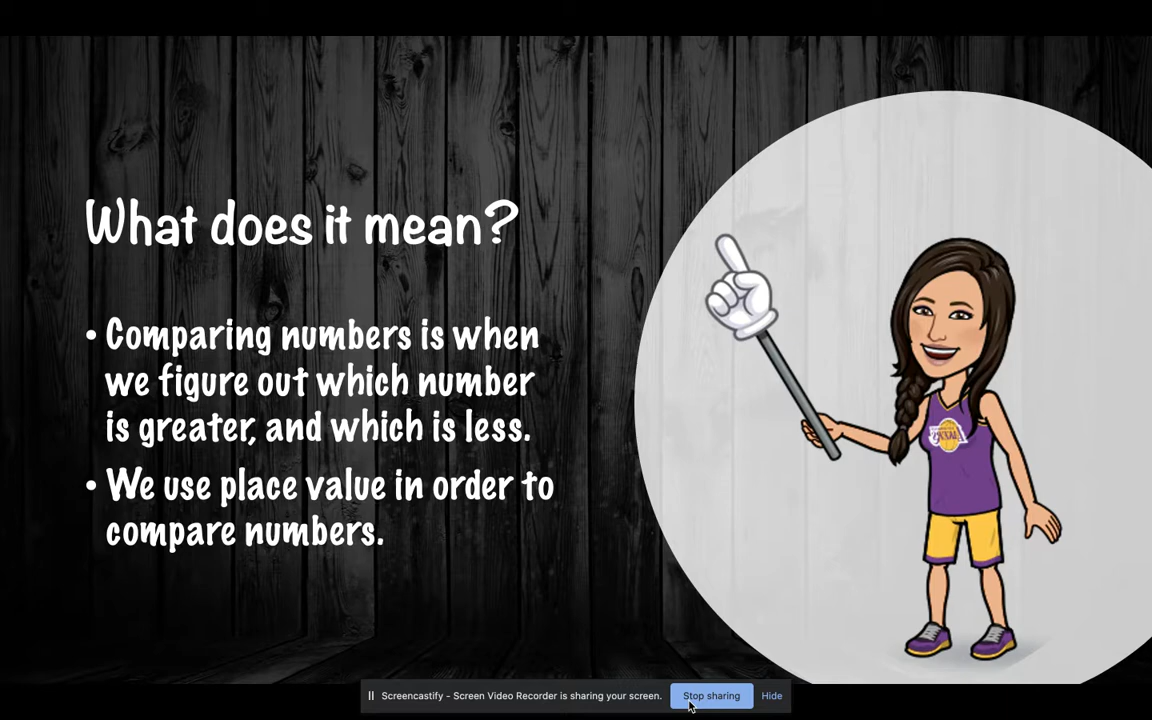 What does it mean?
• Comparing numbers is when
we figure out which number
is greater, and which is less.
• We use place value in order to
compare numbers.
Screencastify - Screen Video Recorder is sharing your screen.
Stop sharing
Hide